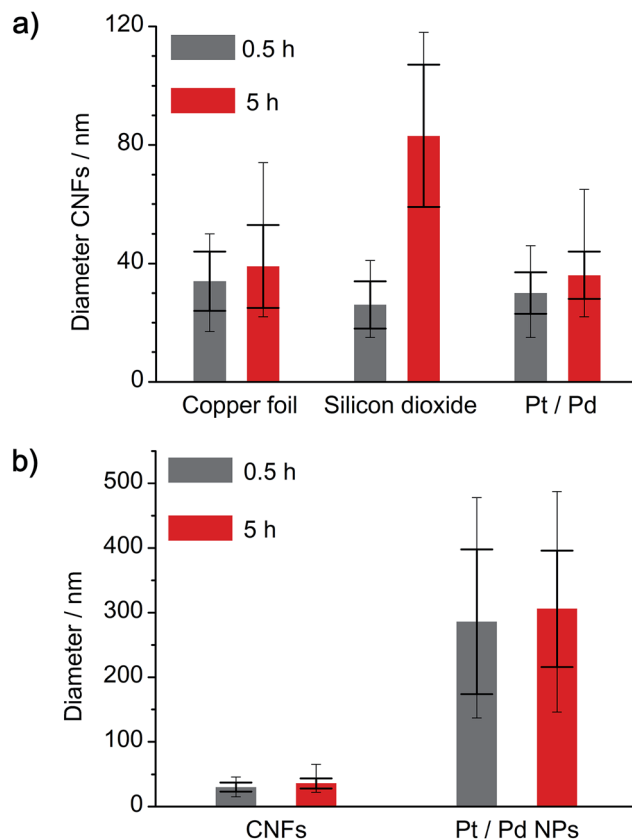 a)
120
80
40
0
Diameter CNFs / nm
0.5 h
5 h
Copper foil Silicon dioxide Pt / Pd
b)
500
400
300
200
100
0
Diameter / nm
0.5 h
5 h
CNFs Pt / Pd NPs